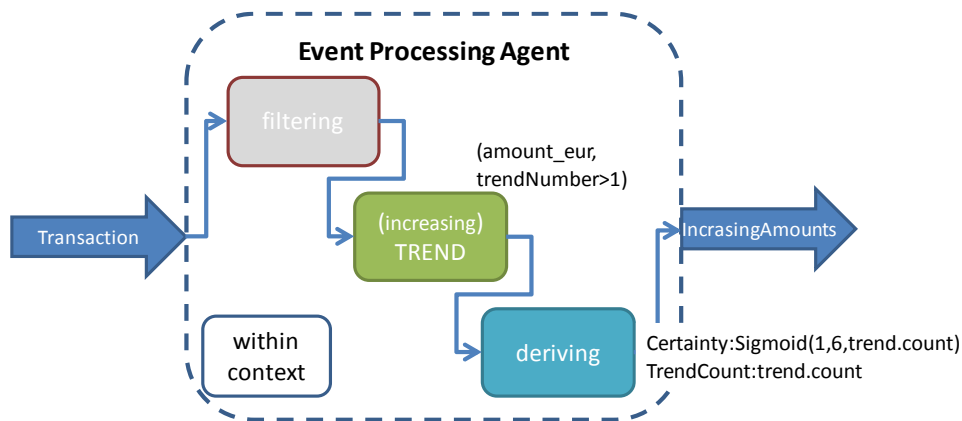 Event Processing Agent
filtering
(amount_eur,
trendNumber>1)
Transaction
(increasing)
TREND
IncrasingAmounts
within
context
deriving
Certainty:Sigmoid(1,6,trend.count)
TrendCount:trend.count